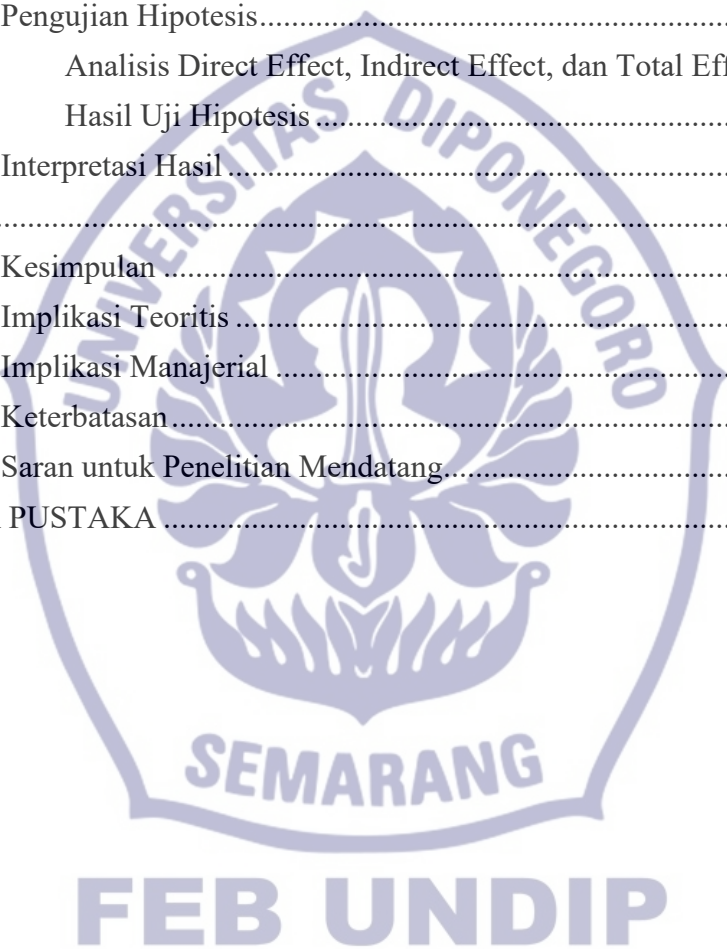 Pengujian Hipotesis................................................................
Analisis Direct Effect, Indirect Effect, dan Total Eff
Hasil Uji Hipotesis ........................................................
Interpretasi Hasil ....................................................................
................................................................................................
Kesimpulan ............................................................................
Implikasi Teoritis ...................................................................
Implikasi Manajerial ..............................................................
Keterbatasan...........................................................................
Saran untuk Penelitian Mendatang........................................
PUSTAKA ............................................................................
UNIVERSITAS DIPONEGORO
SEMARANG
FEB UNDIP